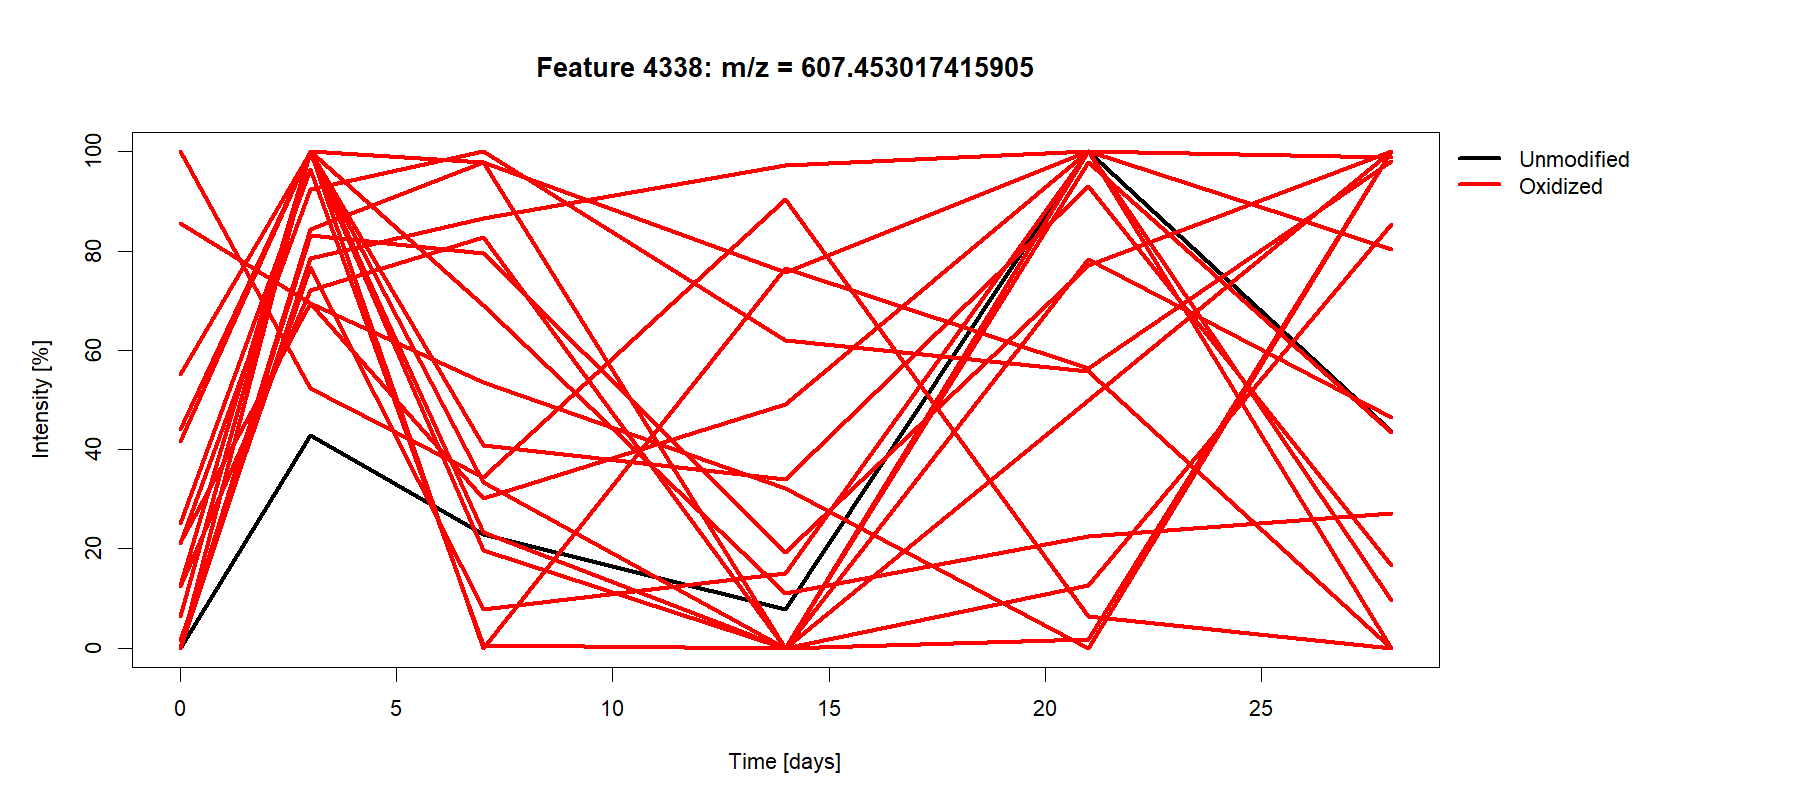 Feature 4338: m/z = 607.453017415905
Unmodified
Oxidized
Intensity [%]
100
80
60
40
20
0
0 5 10 15 20 25
Time [days]